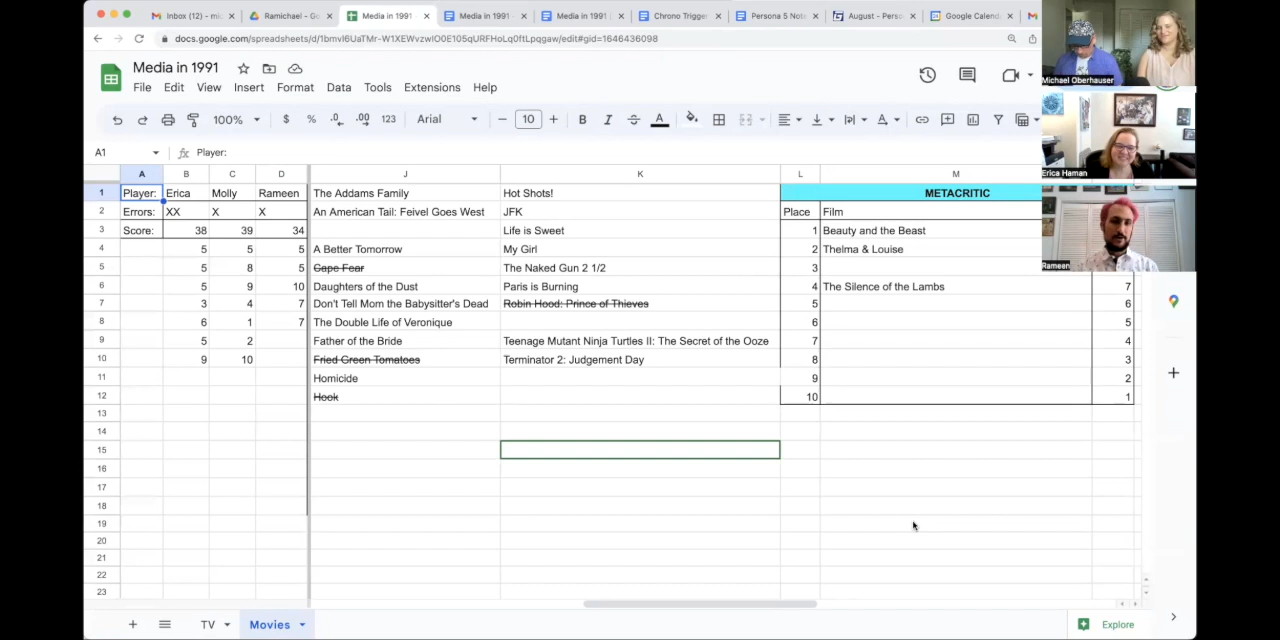 Inbox (12) - mi
Ramichael - Go
Media in 1991 -
Media in 1991 -
Media in 1991
Chrono Trigger
Persona 5 Note
August - Perso
Google Calend
docs.google.com/spreadsheets/d/
/edit#gid=1646436098
Media in 1991
File Edit View Insert Format Data Tools Extensions Help
100% $ % .0 .00 123 Arial 10 B I S A
A1 fx Player:
A B C D J K L M
1 Player: Erica Molly Rameen The Addams Family Hot Shots! METACRITIC
2 Errors: XX X X An American Tail: Feivel Goes West JFK Place Film
3 Score: 38 39 34 Life is Sweet 1 Beauty and the Beast
4 5 5 5 A Better Tomorrow My Girl 2 Thelma & Louise
5 5 8 5 Cape Fear The Naked Gun 2 1/2 3
6 5 9 10 Daughters of the Dust Paris is Burning 4 The Silence of the Lambs 7
7 3 4 7 Don't Tell Mom the Babysitter's Dead Robin Hood: Prince of Thieves 5 6
8 6 1 7 The Double Life of Veronique 6 5
9 5 2 Father of the Bride Teenage Mutant Ninja Turtles II: The Secret of the Ooze 7 4
10 9 10 Fried Green Tomatoes Terminator 2: Judgement Day 8 3
11 Homicide 9 2
12 Hook 10 1
13
14
15
16
17
18
19
20
21
22
23
TV Movies Explore
Michael Oberhauser
Erica Haman
Rameen